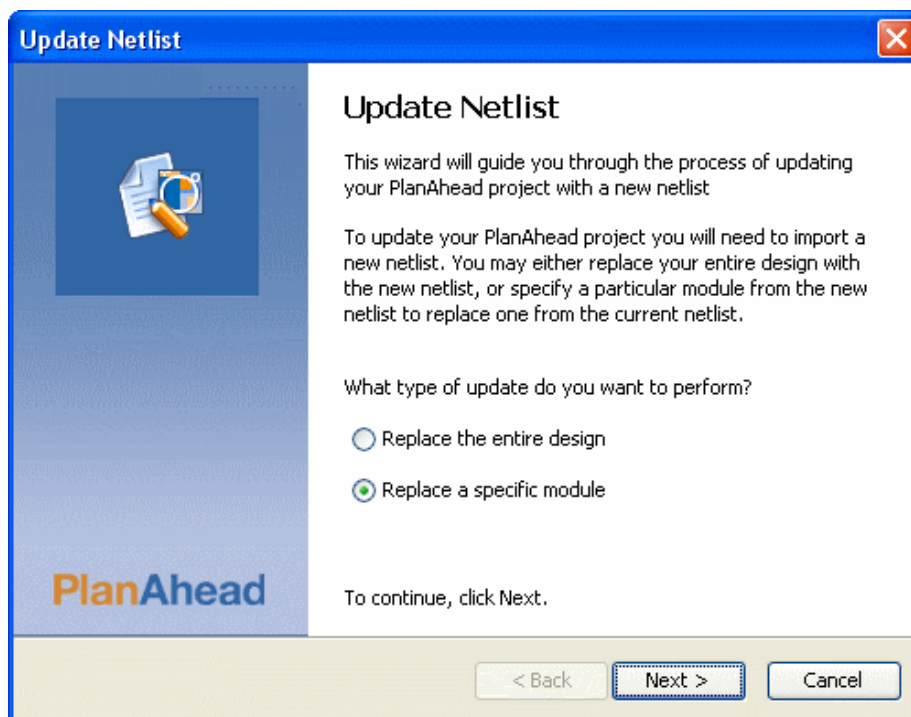 Update Netlist
Update Netlist
This wizard will guide you through the process of updating
your PlanAhead project with a new netlist
To update your PlanAhead project you will need to import a
new netlist. You may either replace your entire design with
the new netlist, or specify a particular module from the new
netlist to replace one from the current netlist.
What type of update do you want to perform?
Replace the entire design
Replace a specific module
PlanAhead
To continue, click Next.
< Back
Next >
Cancel